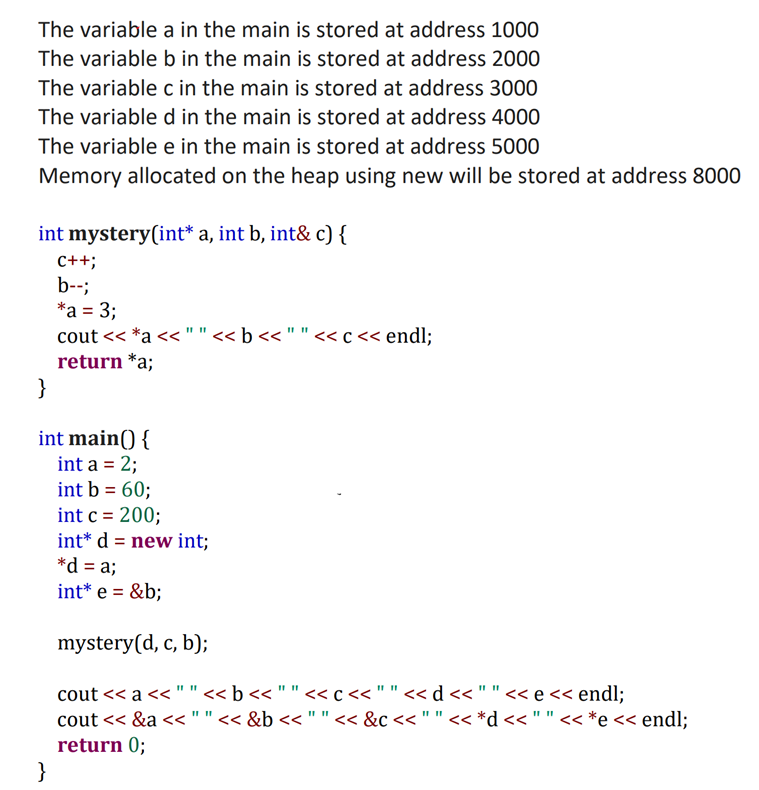 The variable a in the main is stored at address 1000
The variable b in the main is stored at address 2000
The variable c in the main is stored at address 3000
The variable d in the main is stored at address 4000
The variable e in the main is stored at address 5000
Memory allocated on the heap using new will be stored at address 8000
int mystery(int* a, int b, int& c) {
c++;
b--;
*a = 3;
cout << *a << " " << b << " " << c << endl;
return *a;
}
int main() {
int a = 2;
int b = 60;
int c = 200;
int* d = new int;
*d = a;
int* e = &b;
mystery(d, c, b);
cout << a << " " << b << " " << c << " " << d << " " << e << endl;
cout << &a << " " << &b << " " << &c << " " << *d << " " << *e << endl;
return 0;
}